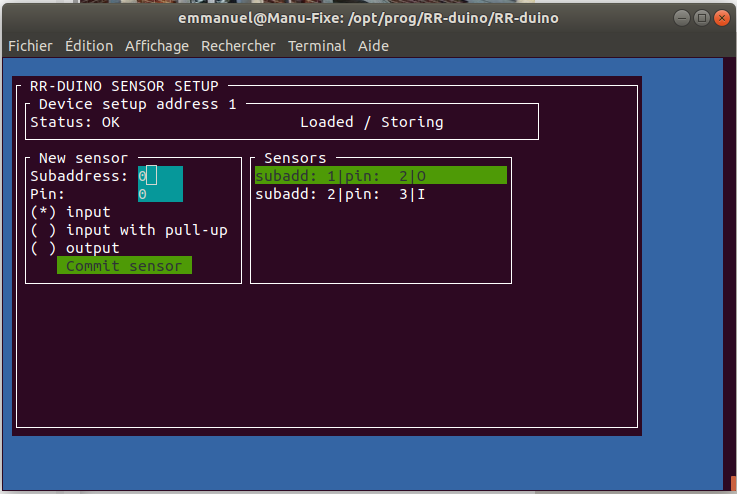 emmanuel@Manu-Fixe: /opt/prog/RR-duino/RR-duino
Fichier Édition Affichage Rechercher Terminal Aide
RR-DUINO SENSOR SETUP
Device setup address 1
Status: OK Loaded / Storing
New sensor
Subaddress: 0
Pin: 0
(*) input
( ) input with pull-up
( ) output
Commit sensor
Sensors
subadd: 1|pin: 2|O
subadd: 2|pin: 3|I